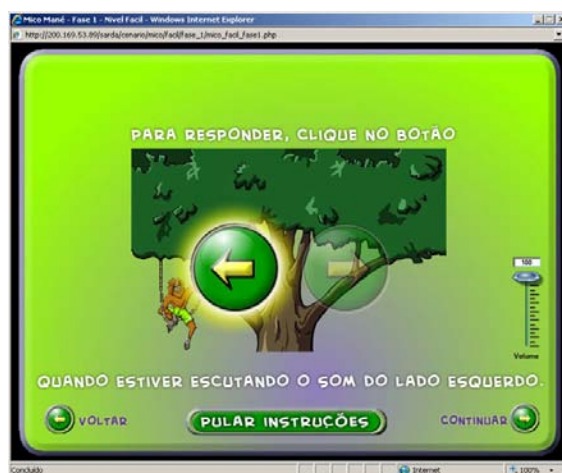 Mico Mané - Fase 1 - Nivel Facil - Windows Internet Explorer
http://200.169.53.89/sarda/cenario/mico/facil/fase_1/mico_facil_fase1.php
PARA RESPONDER, CLIQUE NO BOTÃO
100
Volume
QUANDO ESTIVER ESCUTANDO O SOM DO LADO ESQUERDO.
VOLTAR
PULAR INSTRUÇÕES
CONTINUAR
Concluído
Internet
100%